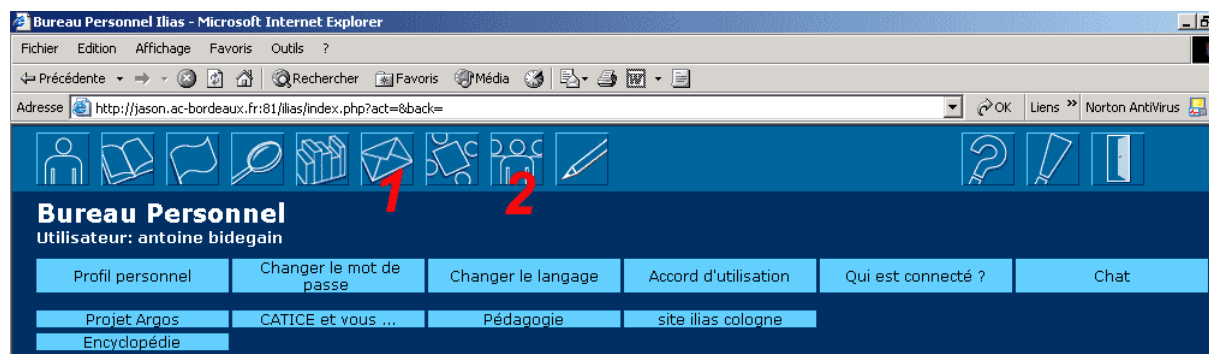 Bureau Personnel Ilias - Microsoft Internet Explorer
Fichier Edition Affichage Favoris Outils ?
Précédente Rechercher Favoris Média
Adresse http://jason.ac-bordeaux.fr:81/ilias/index.php?act=&back= OK Liens » Norton AntiVirus
1 2
Bureau Personnel
Utilisateur: antoine bidegain
Profil personnel Changer le mot de passe Changer le langage Accord d'utilisation Qui est connecté ? Chat
Projet Argos CATICE et vous ... Pédagogie site ilias cologne
Encyclopédie